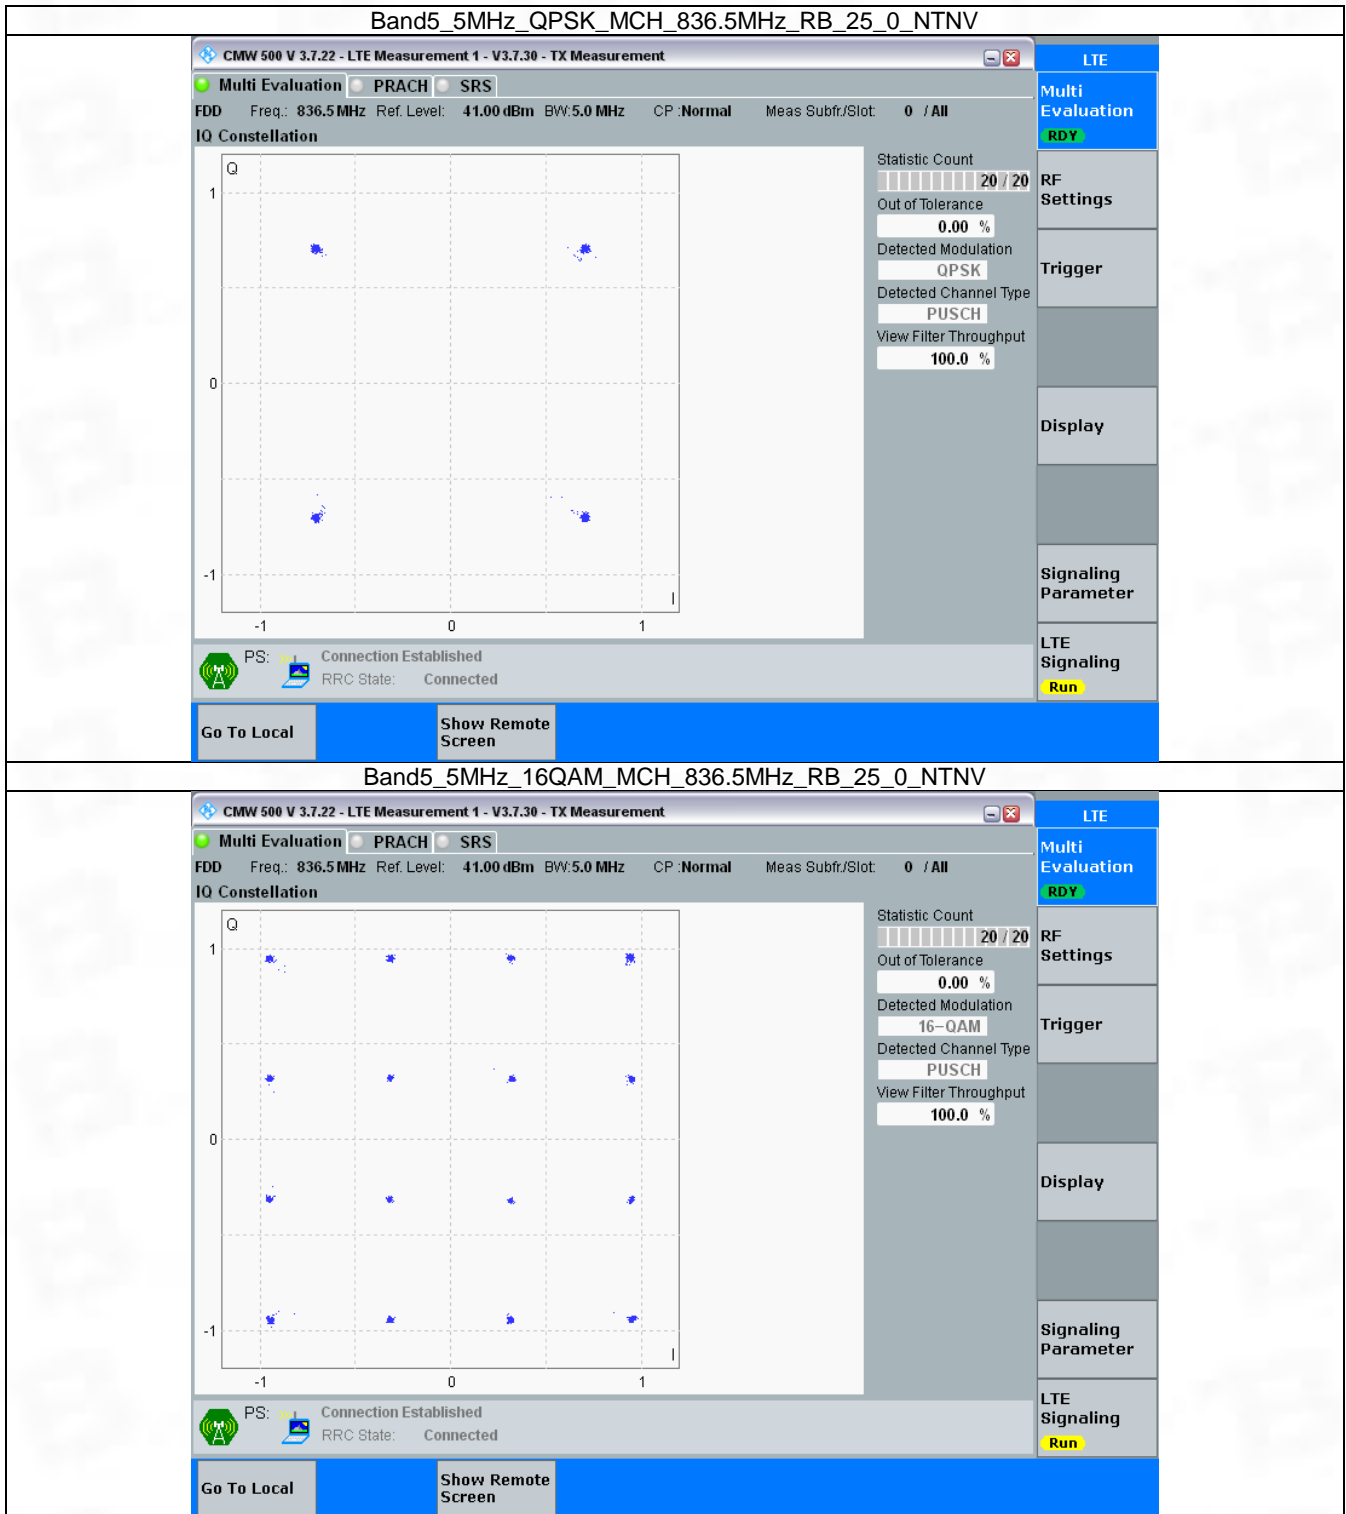 Band5_5MHz_QPSK_MCH_836.5MHz_RB_25_0_NTNV
CMW 500 V 3.7.22 - LTE Measurement 1 - V3.7.30 - TX Measurement
LTE
Multi Evaluation PRACH SRS
FDD Freq.: 836.5 MHz Ref. Level: 41.00 dBm BW: 5.0 MHz CP : Normal Meas Subfr./Slot: 0 / All
IQ Constellation
Q
1
0
-1
I
-1 0 1
Statistic Count
20 / 20
Out of Tolerance
0.00 %
Detected Modulation
QPSK
Detected Channel Type
PUSCH
View Filter Throughput
100.0 %
Multi
Evaluation
RDY
RF
Settings
Trigger
Display
Signaling
Parameter
LTE
Signaling
Run
PS: Connection Established
RRC State: Connected
Go To Local
Show Remote
Screen
Band5_5MHz_16QAM_MCH_836.5MHz_RB_25_0_NTNV
CMW 500 V 3.7.22 - LTE Measurement 1 - V3.7.30 - TX Measurement
LTE
Multi Evaluation PRACH SRS
FDD Freq.: 836.5 MHz Ref. Level: 41.00 dBm BW: 5.0 MHz CP : Normal Meas Subfr./Slot: 0 / All
IQ Constellation
Q
1
0
-1
I
-1 0 1
Statistic Count
20 / 20
Out of Tolerance
0.00 %
Detected Modulation
16-QAM
Detected Channel Type
PUSCH
View Filter Throughput
100.0 %
Multi
Evaluation
RDY
RF
Settings
Trigger
Display
Signaling
Parameter
LTE
Signaling
Run
PS: Connection Established
RRC State: Connected
Go To Local
Show Remote
Screen